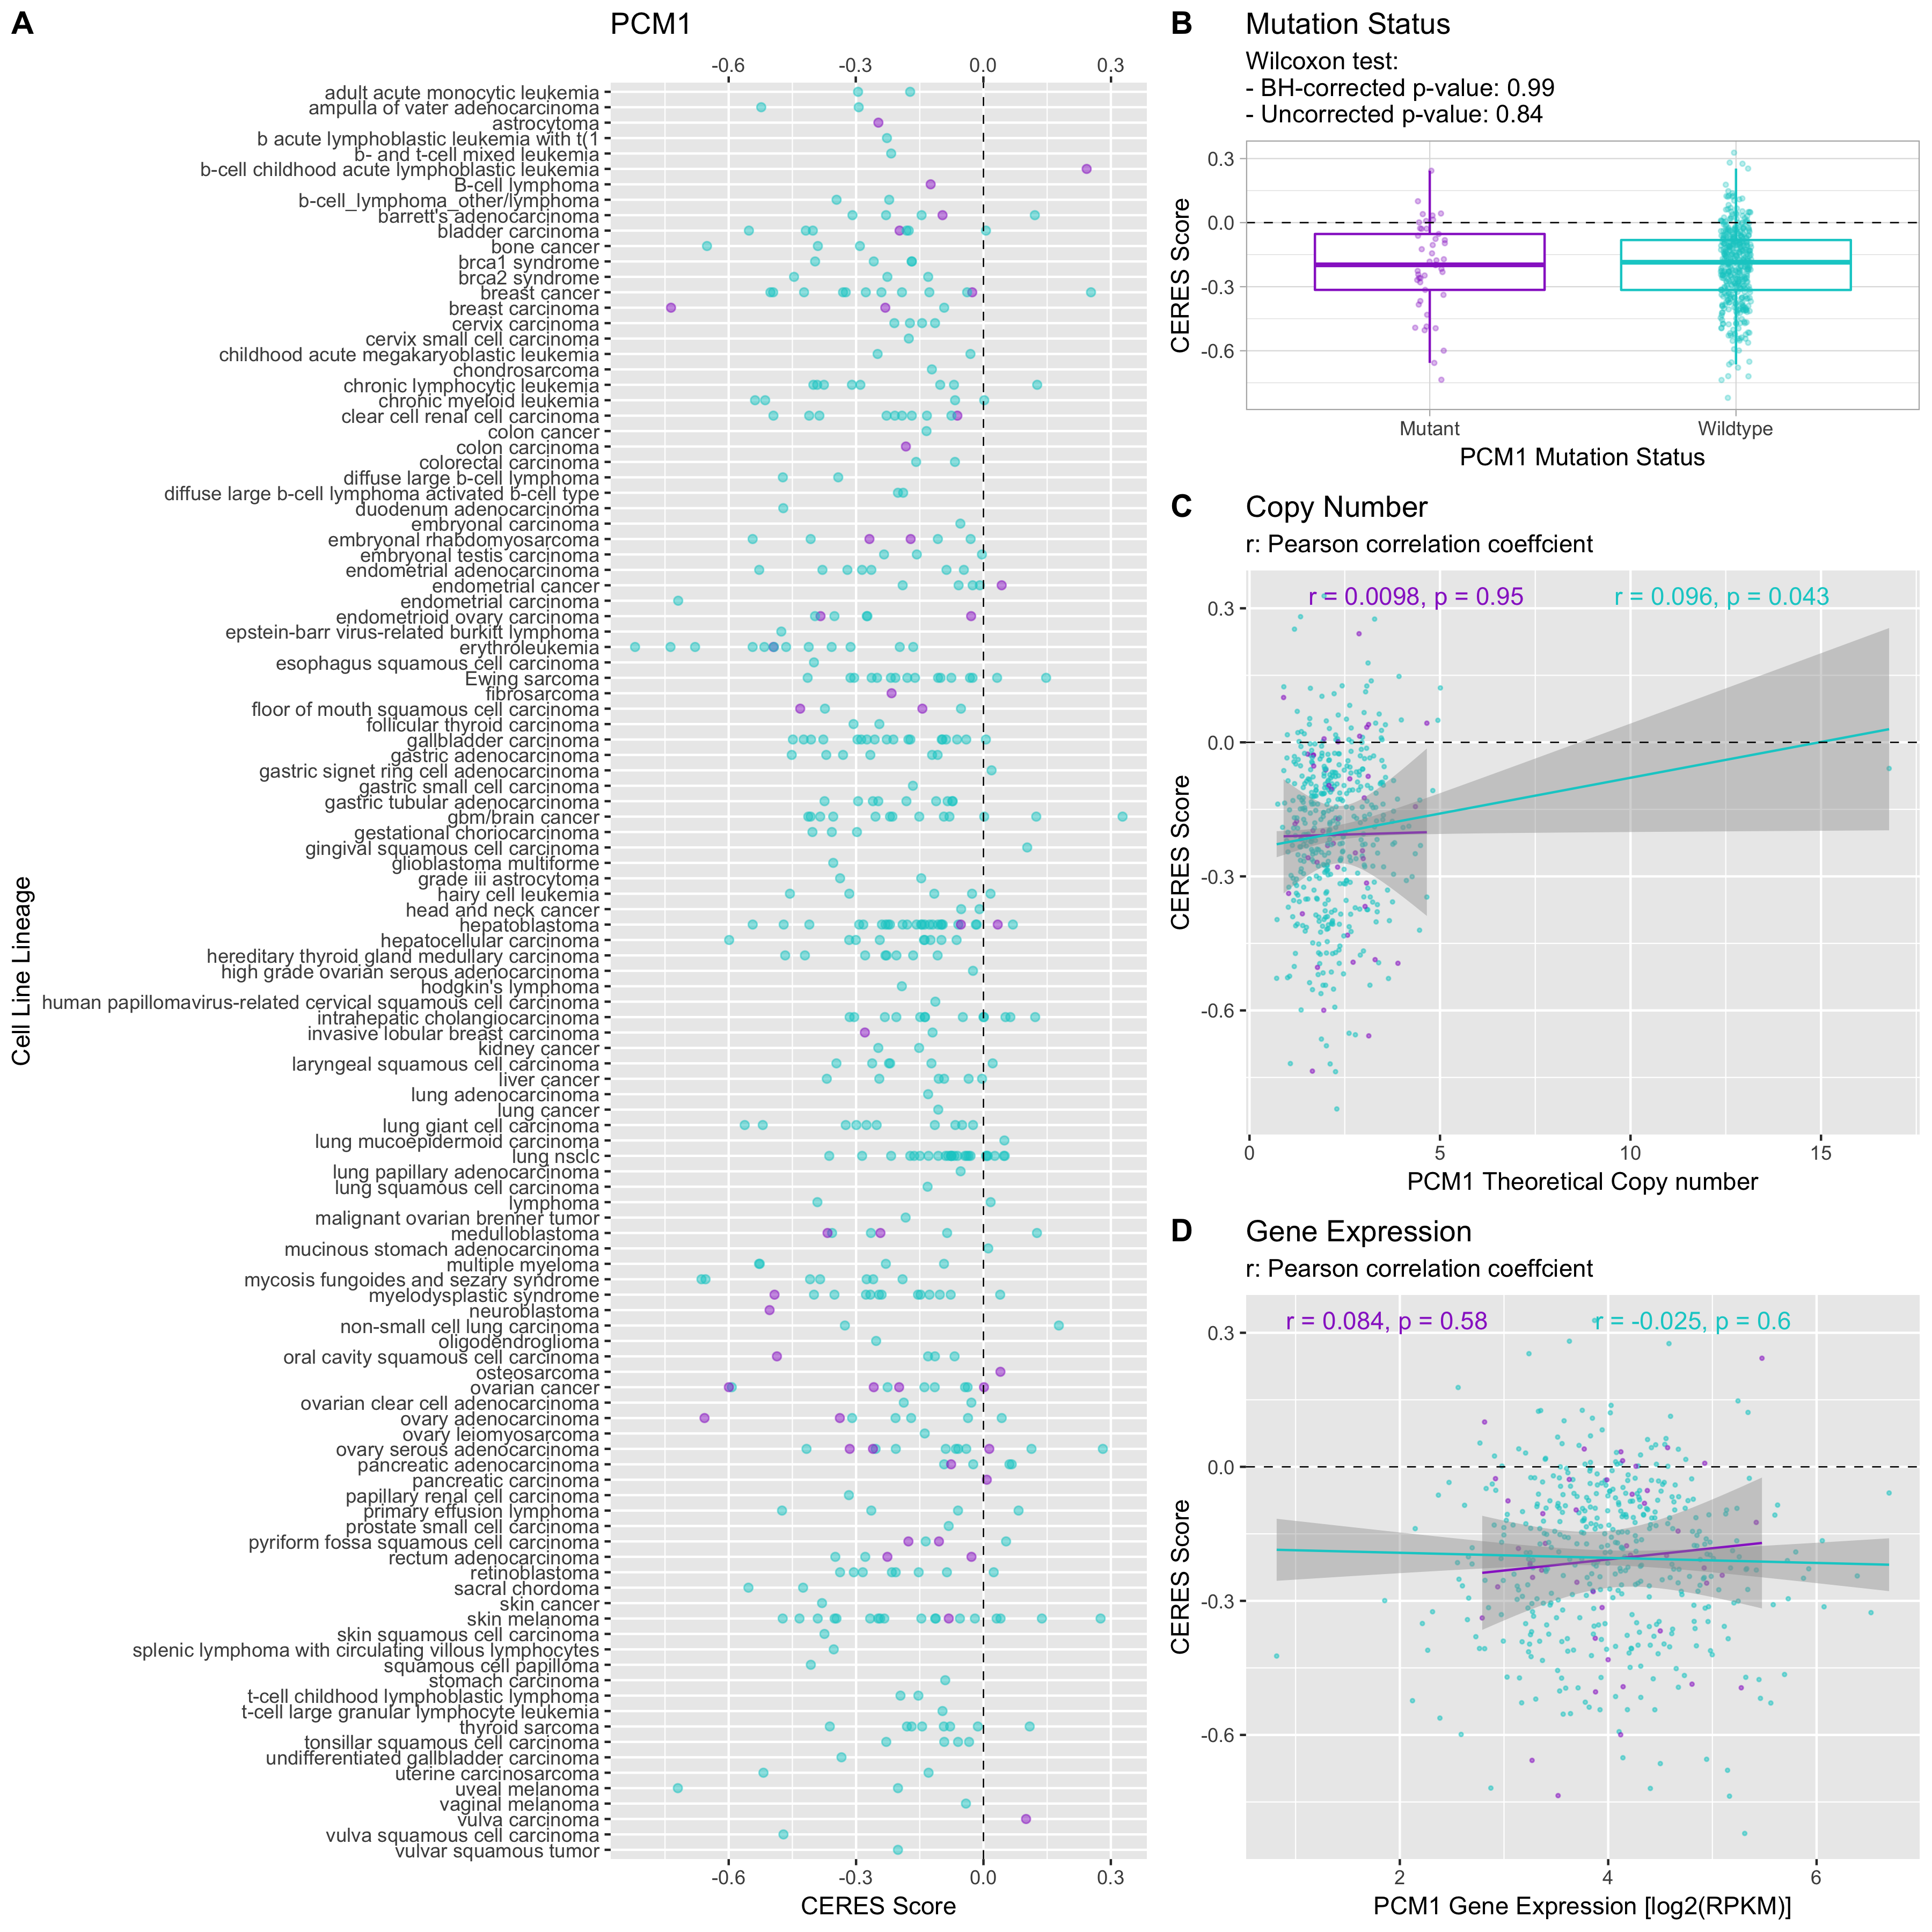 A
PCM1
-0.6 -0.3 0.0 0.3
Cell Line Lineage
adult acute monocytic leukemia
ampulla of vater adenocarcinoma
astrocytoma
b acute lymphoblastic leukemia with t(1
b- and t-cell mixed leukemia
b-cell childhood acute lymphoblastic leukemia
B-cell lymphoma
b-cell_lymphoma_other/lymphoma
barrett's adenocarcinoma
bladder carcinoma
bone cancer
brca1 syndrome
brca2 syndrome
breast cancer
breast carcinoma
cervix carcinoma
cervix small cell carcinoma
childhood acute megakaryoblastic leukemia
chondrosarcoma
chronic lymphocytic leukemia
chronic myeloid leukemia
clear cell renal cell carcinoma
colon cancer
colon carcinoma
colorectal carcinoma
diffuse large b-cell lymphoma
diffuse large b-cell lymphoma activated b-cell type
duodenum adenocarcinoma
embryonal carcinoma
embryonal rhabdomyosarcoma
embryonal testis carcinoma
endometrial adenocarcinoma
endometrial cancer
endometrial carcinoma
endometrioid ovary carcinoma
epstein-barr virus-related burkitt lymphoma
erythroleukemia
esophagus squamous cell carcinoma
Ewing sarcoma
fibrosarcoma
floor of mouth squamous cell carcinoma
follicular thyroid carcinoma
gallbladder carcinoma
gastric adenocarcinoma
gastric signet ring cell adenocarcinoma
gastric small cell carcinoma
gastric tubular adenocarcinoma
gbm/brain cancer
gestational choriocarcinoma
gingival squamous cell carcinoma
glioblastoma multiforme
grade iii astrocytoma
hairy cell leukemia
head and neck cancer
hepatoblastoma
hepatocellular carcinoma
hereditary thyroid gland medullary carcinoma
high grade ovarian serous adenocarcinoma
hodgkin's lymphoma
human papillomavirus-related cervical squamous cell carcinoma
intrahepatic cholangiocarcinoma
invasive lobular breast carcinoma
kidney cancer
laryngeal squamous cell carcinoma
liver cancer
lung adenocarcinoma
lung cancer
lung giant cell carcinoma
lung mucoepidermoid carcinoma
lung nsclc
lung papillary adenocarcinoma
lung squamous cell carcinoma
lymphoma
malignant ovarian brenner tumor
medulloblastoma
mucinous stomach adenocarcinoma
multiple myeloma
mycosis fungoides and sezary syndrome
myelodysplastic syndrome
neuroblastoma
non-small cell lung carcinoma
oligodendroglioma
oral cavity squamous cell carcinoma
osteosarcoma
ovarian cancer
ovarian clear cell adenocarcinoma
ovary adenocarcinoma
ovary leiomyosarcoma
ovary serous adenocarcinoma
pancreatic adenocarcinoma
pancreatic carcinoma
papillary renal cell carcinoma
primary effusion lymphoma
prostate small cell carcinoma
pyriform fossa squamous cell carcinoma
rectum adenocarcinoma
retinoblastoma
sacral chordoma
skin cancer
skin melanoma
skin squamous cell carcinoma
splenic lymphoma with circulating villous lymphocytes
squamous cell papilloma
stomach carcinoma
t-cell childhood lymphoblastic lymphoma
t-cell large granular lymphocyte leukemia
thyroid sarcoma
tonsillar squamous cell carcinoma
undifferentiated gallbladder carcinoma
uterine carcinosarcoma
uveal melanoma
vaginal melanoma
vulva carcinoma
vulva squamous cell carcinoma
vulvar squamous tumor
-0.6 -0.3 0.0 0.3
CERES Score
B
Mutation Status
Wilcoxon test:
- BH-corrected p-value: 0.99
- Uncorrected p-value: 0.84
CERES Score
0.3
0.0
-0.3
-0.6
Mutant Wildtype
PCM1 Mutation Status
C
Copy Number
r: Pearson correlation coeffcient
r = 0.0098, p = 0.95 r = 0.096, p = 0.043
CERES Score
0.3
0.0
-0.3
-0.6
0 5 10 15
PCM1 Theoretical Copy number
D
Gene Expression
r: Pearson correlation coeffcient
r = 0.084, p = 0.58 r = -0.025, p = 0.6
CERES Score
0.3
0.0
-0.3
-0.6
2 4 6
PCM1 Gene Expression [log2(RPKM)]